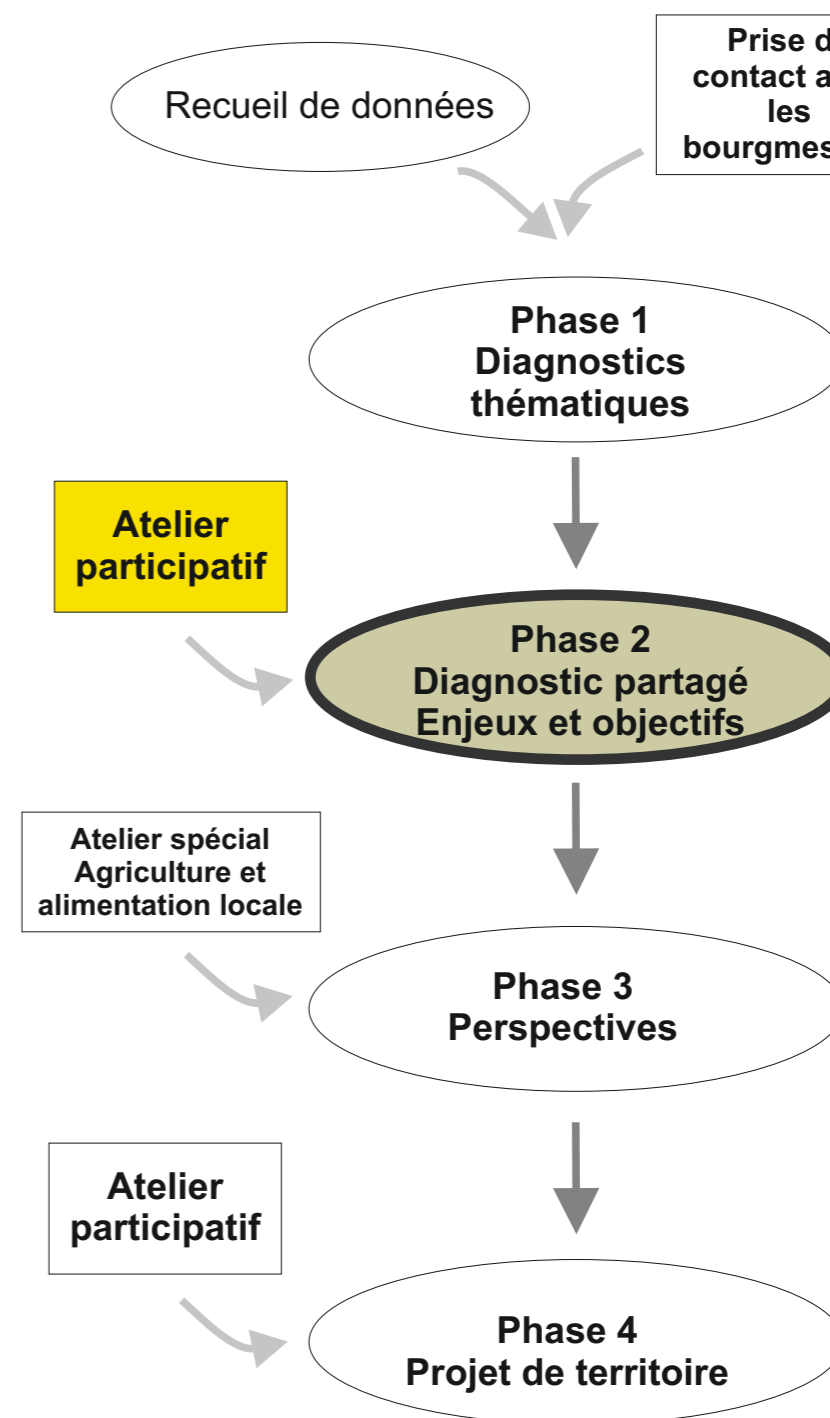 Recueil de données
Prise
contact
les
Phase 1
Diagnostics
thématiques
Atelier
participatif
Phase 2
Diagnostic partagé
Enjeux et objectifs
Atelier spécial
Agriculture et
alimentation locale
Phase 3
Perspectives
Atelier
participatif
Phase 4
Projet de territoire